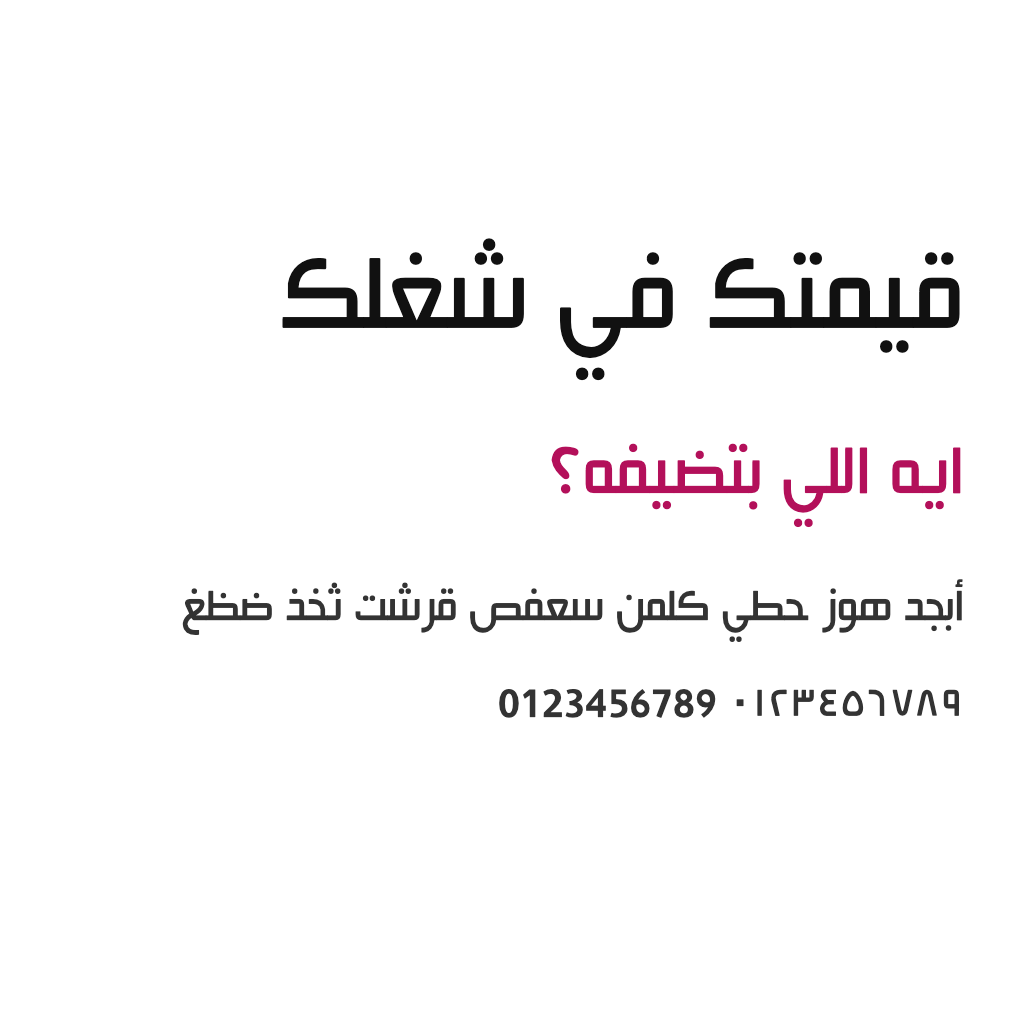 قيمتك في شغلك
ايه اللي بتضيفه؟
أبجد هوز حطي كلمن سعفص قرشت ثخذ ضظغ
٠١٢٣٤٥٦٧٨٩ 0123456789